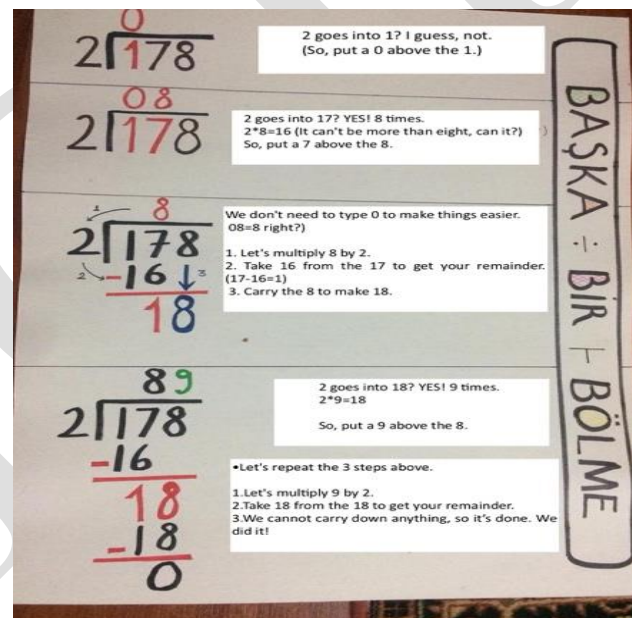 0
2 178
2 goes into 1? I guess, not.
(So, put a 0 above the 1.)
08
2 178
2 goes into 17? YES! 8 times.
2*8=16 (It can't be more than eight, can it?)
So, put a 7 above the 8.
8
1
2 178
2
-16 ↓ 3
18
We don't need to type 0 to make things easier.
08=8 right?)
1. Let's multiply 8 by 2.
2. Take 16 from the 17 to get your remainder.
(17-16=1)
3. Carry the 8 to make 18.
89
2 178
-16
18
-18
0
2 goes into 18? YES! 9 times.
2*9=18
So, put a 9 above the 8.
•Let's repeat the 3 steps above.
1.Let's multiply 9 by 2.
2.Take 18 from the 18 to get your remainder.
3.We cannot carry down anything, so it's done. We
did it!
BAŞKA ÷ BİR ÷ BÖLME